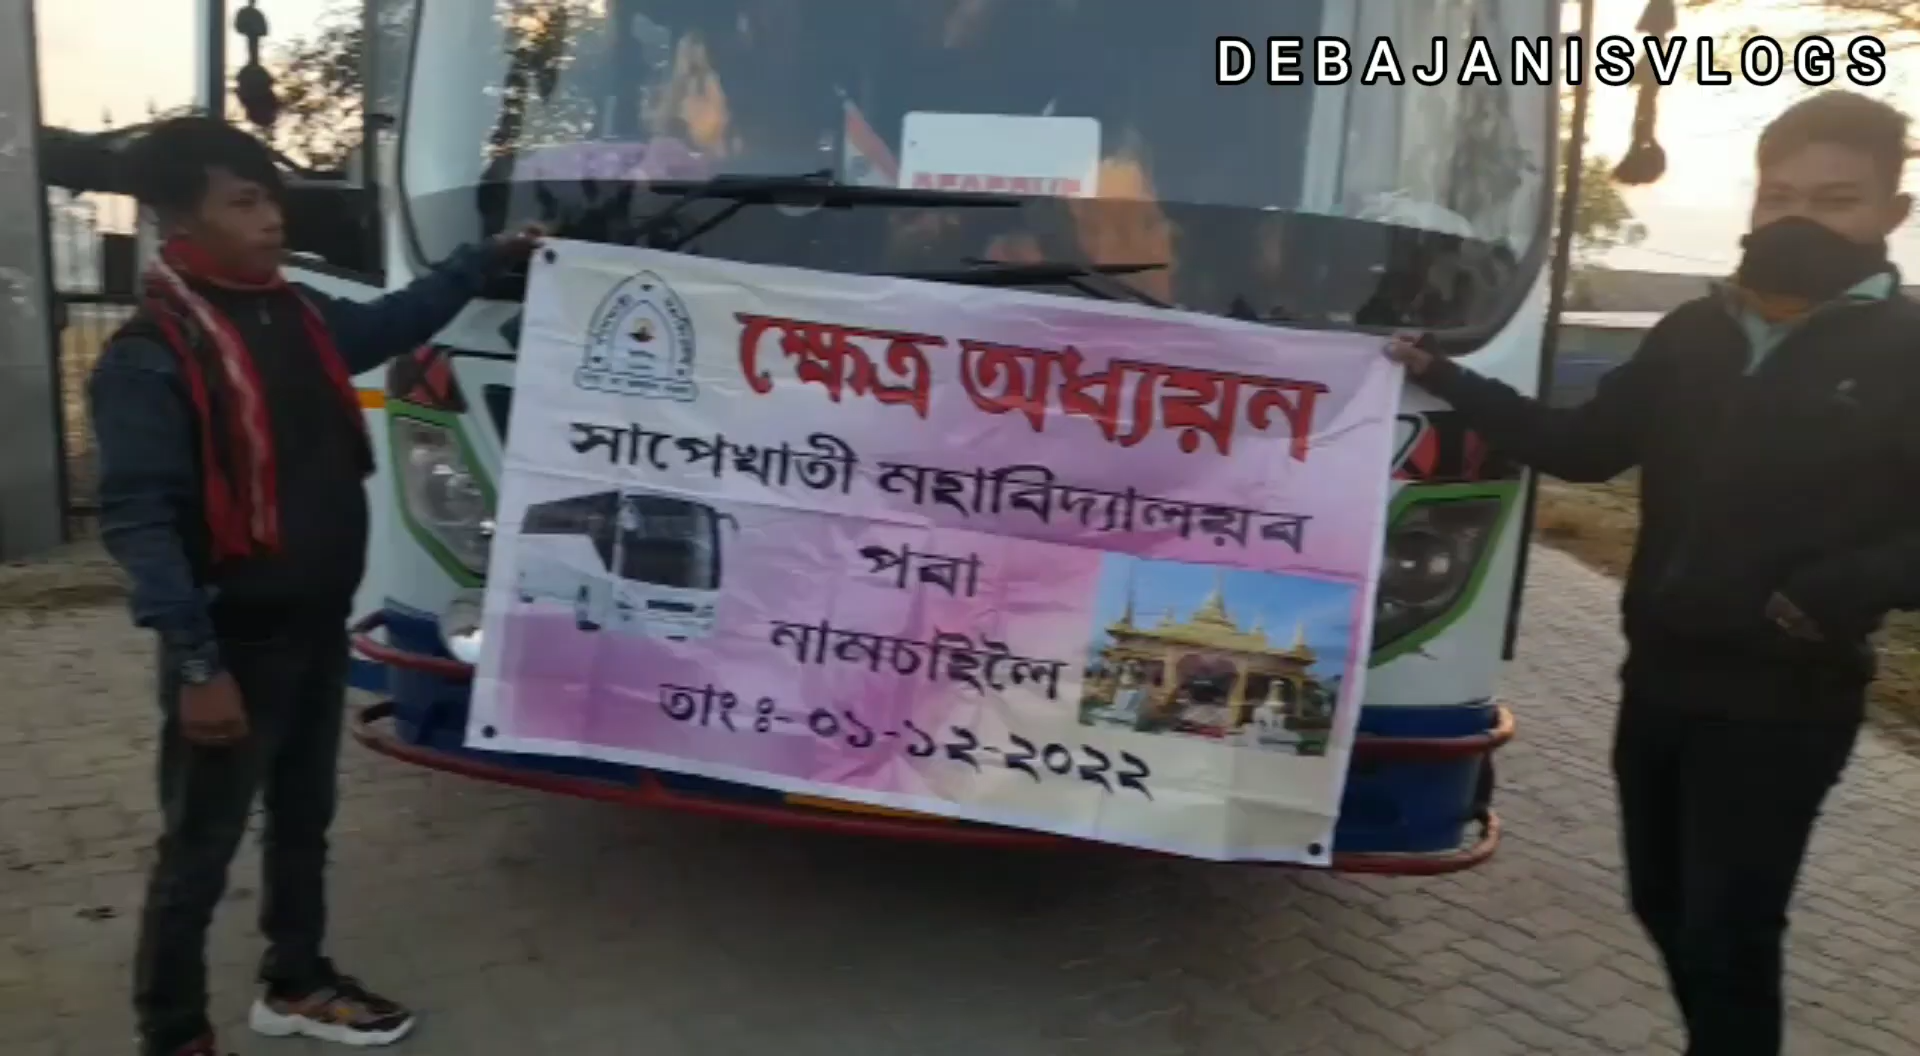 DEBAJANISVLOGS
ক্ষেত্ৰ অধ্যয়ন
সাপেখাতী মহাবিদ্যালয়ৰ
পৰা
নামচাইলৈ
তাং ঃ- ০১-১২-২০২২